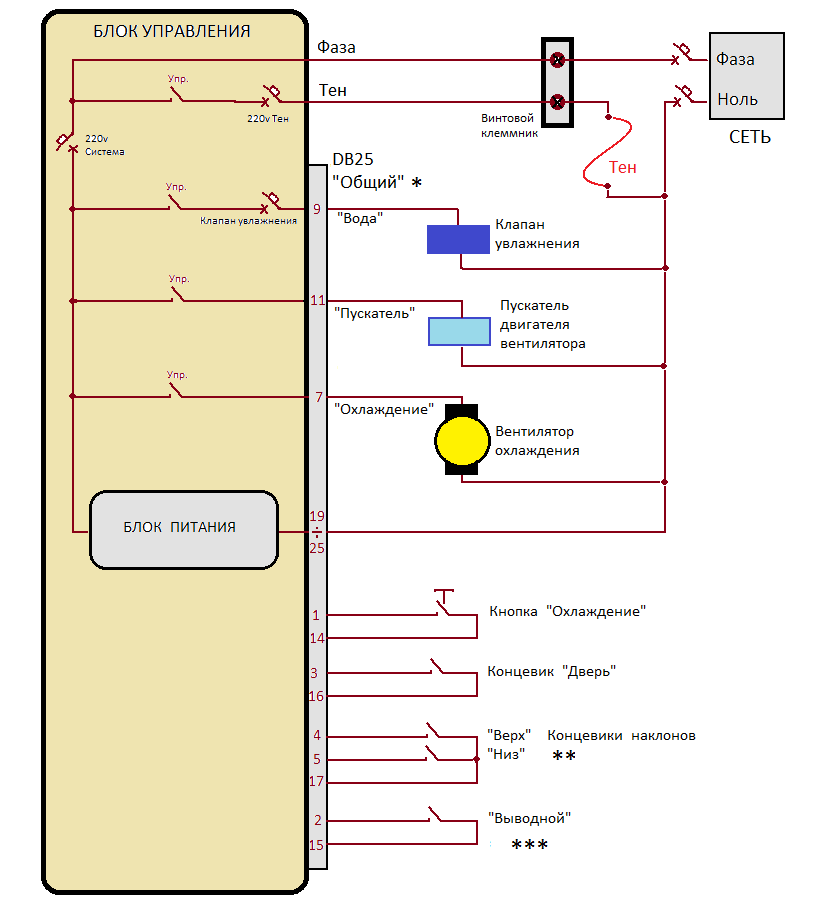 БЛОК УПРАВЛЕНИЯ
Фаза
Фаза
Упр.
Тен
220v Тен
Винтовой
клеммник
Ноль
СЕТЬ
220v
Система
DB25
"Общий" *
Тен
Упр.
Клапан увлажнения
9
"Вода"
Клапан
увлажнения
Упр.
11
"Пускатель"
Пускатель
двигателя
вентилятора
Упр.
7
"Охлаждение"
Вентилятор
охлаждения
БЛОК ПИТАНИЯ
19
÷
25
1
Кнопка "Охлаждение"
14
3
Концевик "Дверь"
16
4
"Верх" Концевики наклонов
5
"Низ" **
17
2
"Выводной"
15
***